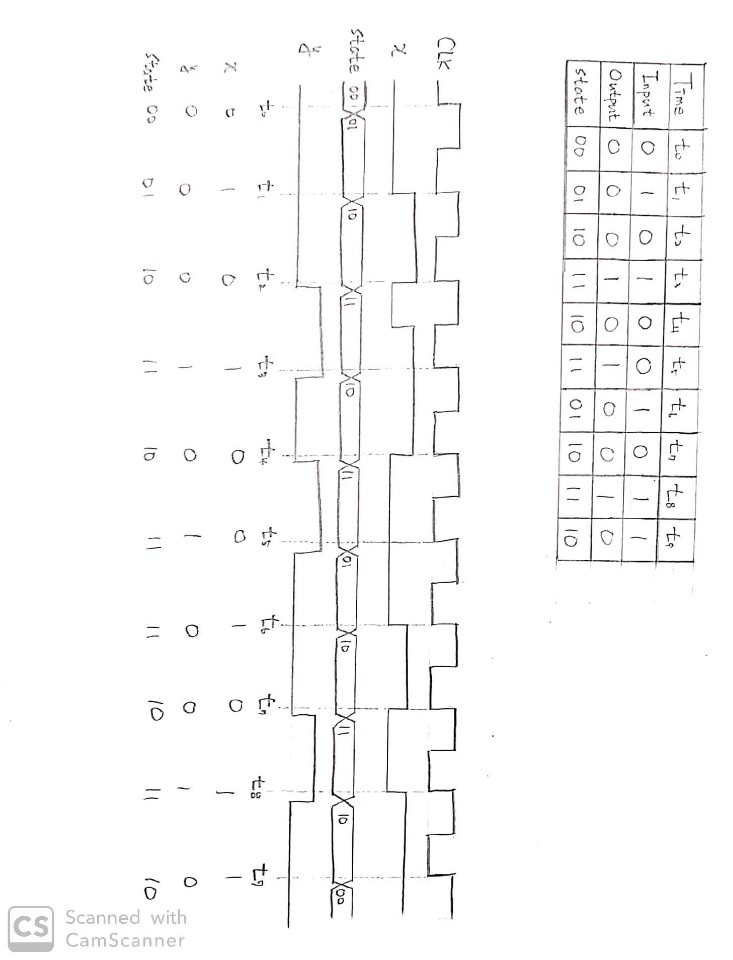 Time t₀ t₁ t₂ t₃ t₄ t₅ t₆ t₇ t₈ t₉
Input 0 1 0 1 0 0 1 0 1 1
Output 0 0 0 1 0 1 0 0 1 0
state 00 01 10 11 10 11 01 10 11 10
Clk
x
state 00 01 10 11 10 11 01 10 11 10 00
z
t₀ t₁ t₂ t₃ t₄ t₅ t₆ t₇ t₈ t₉
x 0 1 0 1 0 0 1 0 1 1
z 0 0 0 1 0 1 0 0 1 0
State 00 01 10 11 10 11 11 10 11 10
CS Scanned with
CamScanner